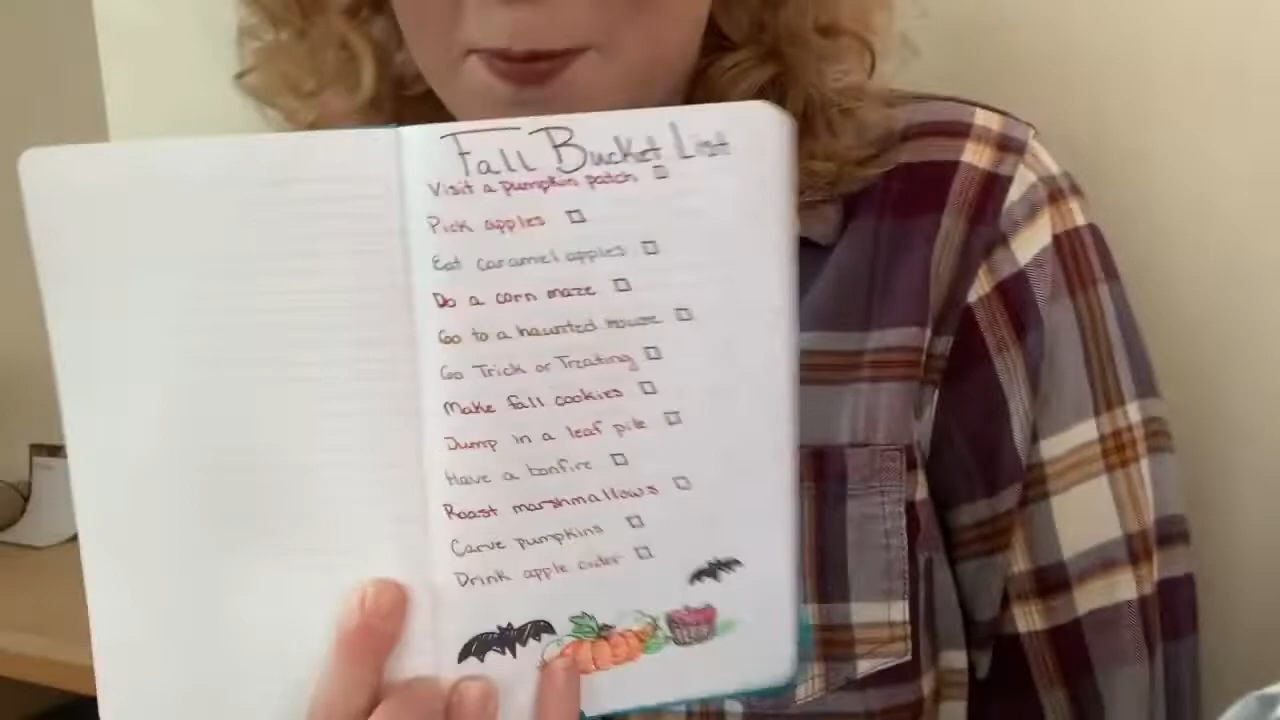 Fall Bucket List
Visit a pumpkin patch
Pick apples
Eat caramel apples
Do a corn maze
Go to a haunted house
Go Trick or Treating
Make fall cookies
Jump in a leaf pile
Have a bonfire
Roast marshmallows
Carve pumpkins
Drink apple cider